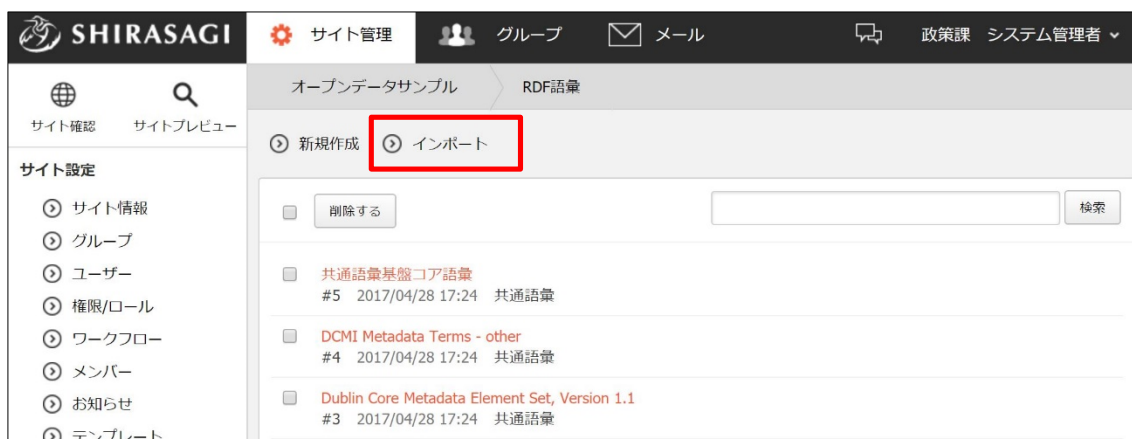 SHIRASAGI
サイト管理 グループ メール 政策課 システム管理者
サイト確認 サイトプレビュー
オープンデータサンプル RDF語彙
新規作成 インポート
サイト設定
サイト情報
グループ
ユーザー
権限/ロール
ワークフロー
メンバー
お知らせ
テンプレート
削除する 検索
共通語彙基盤コア語彙
#5 2017/04/28 17:24 共通語彙
DCMI Metadata Terms - other
#4 2017/04/28 17:24 共通語彙
Dublin Core Metadata Element Set, Version 1.1
#3 2017/04/28 17:24 共通語彙